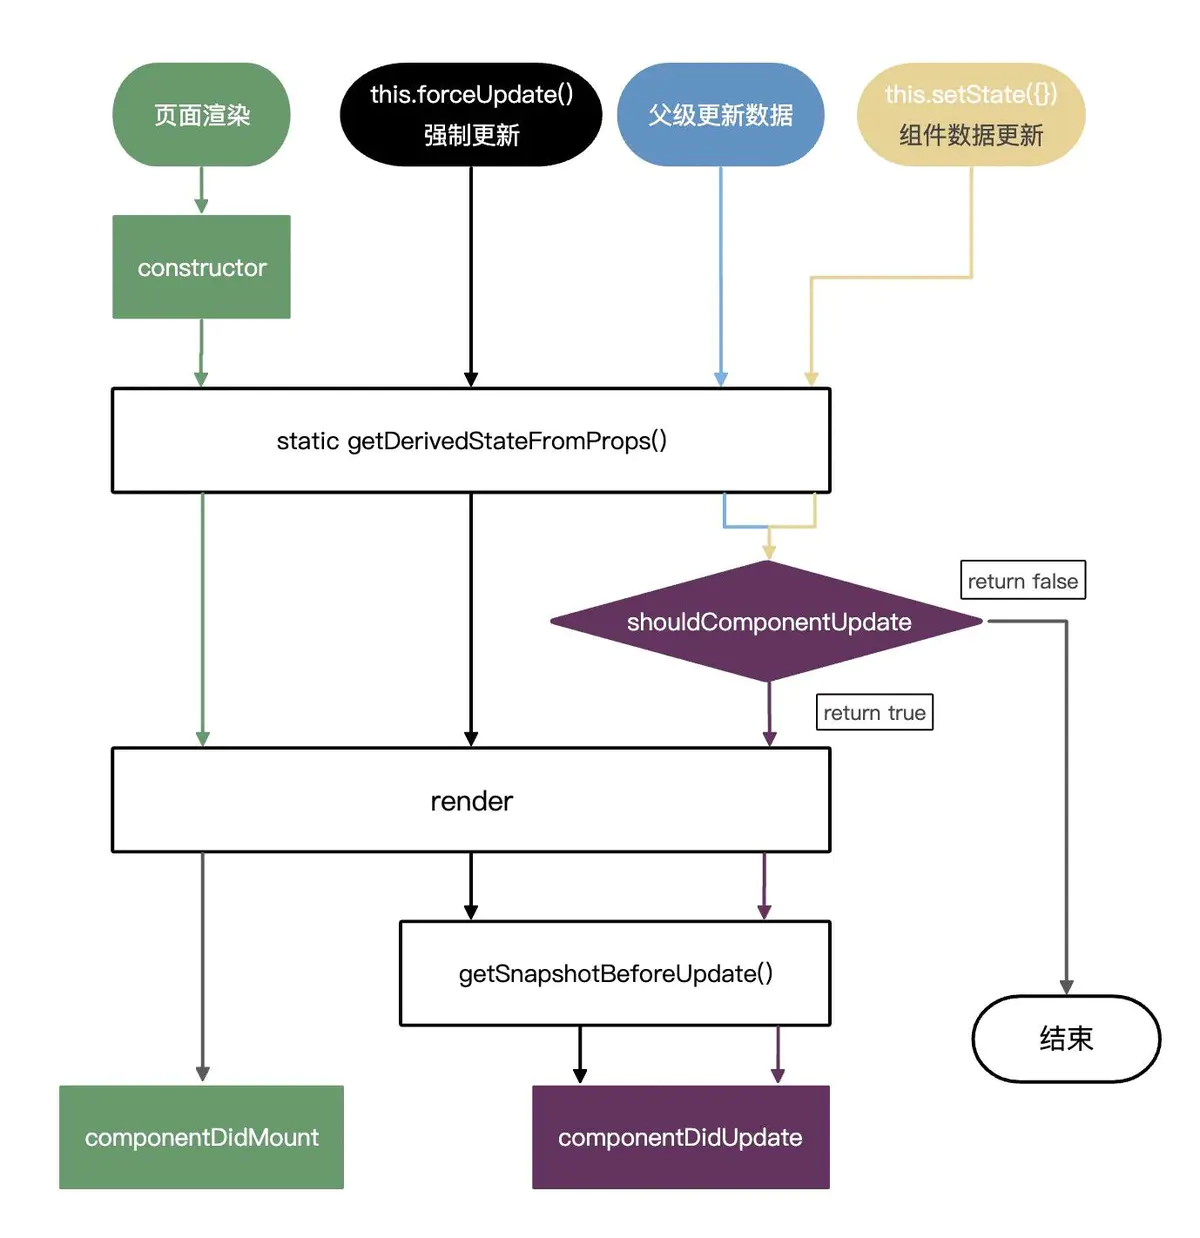 页面渲染
this.forceUpdate()
强制更新
父级更新数据
this.setState({})
组件数据更新
constructor
static getDerivedStateFromProps()
return false
shouldComponentUpdate
return true
render
getSnapshotBeforeUpdate()
结束
componentDidMount
componentDidUpdate